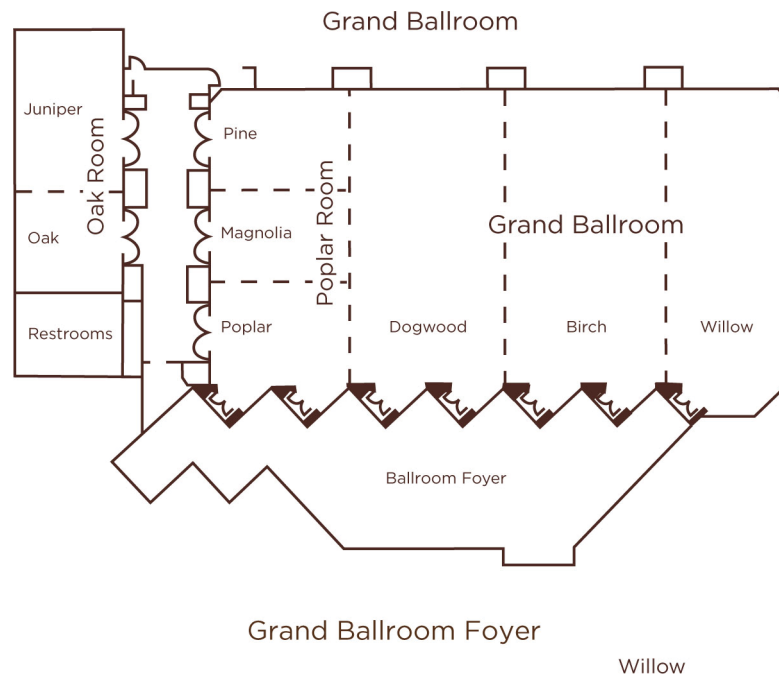 Grand Ballroom
Juniper
Pine
Oak Room
Poplar Room
Oak
Magnolia
Grand Ballroom
Restrooms
Poplar
Dogwood
Birch
Willow
Ballroom Foyer
Grand Ballroom Foyer
Willow